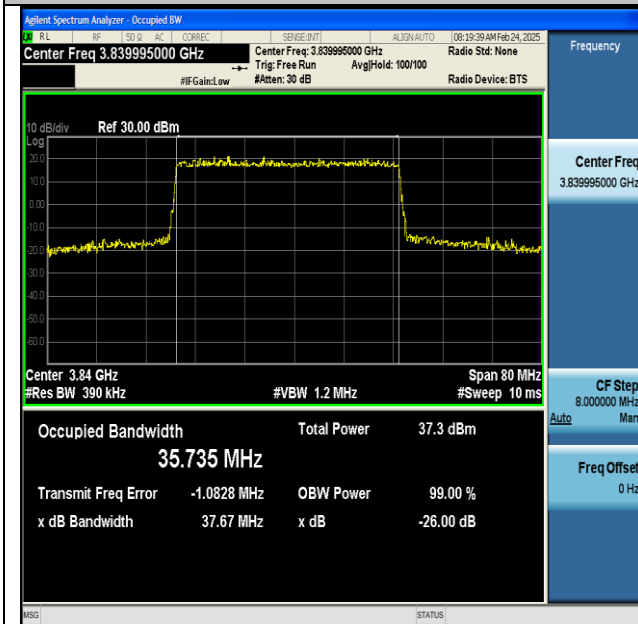 Agilent Spectrum Analyzer - Occupied BW
RL RF 50 Ω AC CORREC SENSE:INT ALIGN AUTO 08:19:39 AM Feb 24, 2025
Center Freq 3.839995000 GHz
Center Freq: 3.839995000 GHz Radio Std: None
Trig: Free Run Avg|Hold: 100/100
#IFGain:Low #Atten: 30 dB Radio Device: BTS
10 dB/div Ref 30.00 dBm
Log
20.0
10.0
0.00
-10.0
-20.0
-30.0
-40.0
-50.0
-60.0
Center 3.84 GHz Span 80 MHz
#Res BW 390 kHz #VBW 1.2 MHz #Sweep 10 ms
Occupied Bandwidth Total Power 37.3 dBm
35.735 MHz
Transmit Freq Error -1.0828 MHz OBW Power 99.00 %
x dB Bandwidth 37.67 MHz x dB -26.00 dB
MSG STATUS
Frequency
Center Freq
3.839995000 GHz
CF Step
8.000000 MHz
Auto Man
Freq Offset
0 Hz